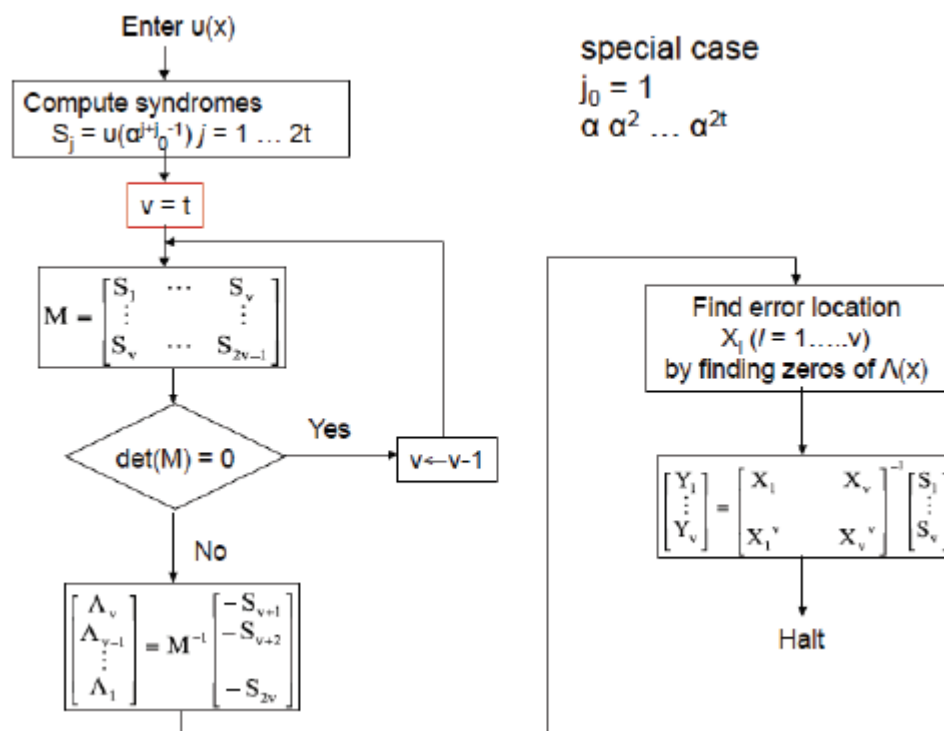 Enter υ(x)
Compute syndromes
S_j = υ(α^{j+j_0-1}) j = 1 … 2t
v = t
M = [S_1 ⋯ S_v
⋮ ⋮
S_v ⋯ S_{2v-1}]
det(M) = 0
Yes
v←v-1
No
[Λ_v
Λ_{v-1}
⋮
Λ_1] = M^{-1} [-S_{v+1}
-S_{v+2}
-S_{2v}]
special case
j_0 = 1
α α^2 … α^{2t}
Find error location
X_l (l = 1.....v)
by finding zeros of Λ(x)
[Y_1
⋮
Y_v] = [X_1 X_v
X_1^v X_v^v]^{-1} [S_1
⋮
S_v]
Halt